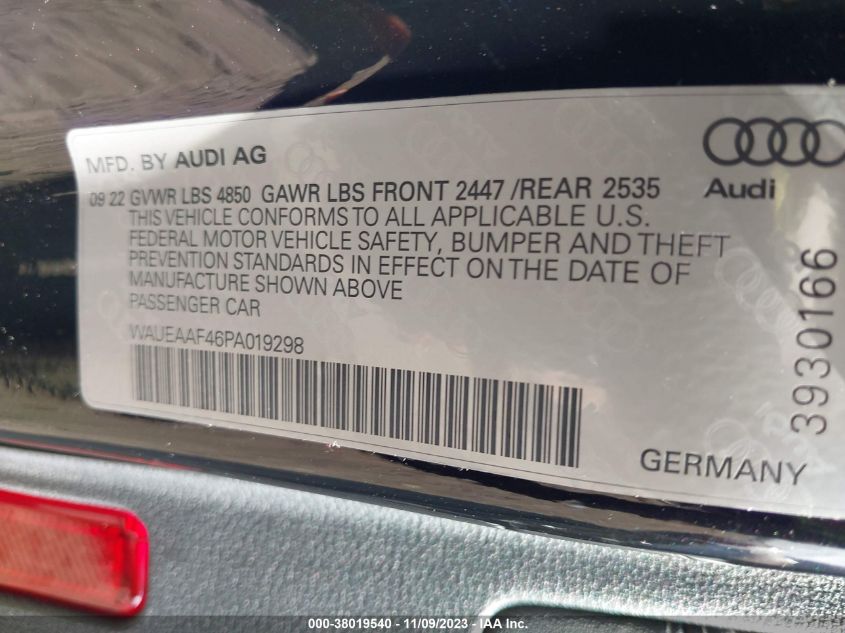 MFD. BY AUDI AG
Audi
09 22 GVWR LBS 4850 GAWR LBS FRONT 2447 /REAR 2535
THIS VEHICLE CONFORMS TO ALL APPLICABLE U.S.
FEDERAL MOTOR VEHICLE SAFETY, BUMPER AND THEFT
PREVENTION STANDARDS IN EFFECT ON THE DATE OF
MANUFACTURE SHOWN ABOVE
PASSENGER CAR
WAUEAAF46PA019298
3930166
GERMANY
000-38019540 - 11/09/2023 - IAA Inc.